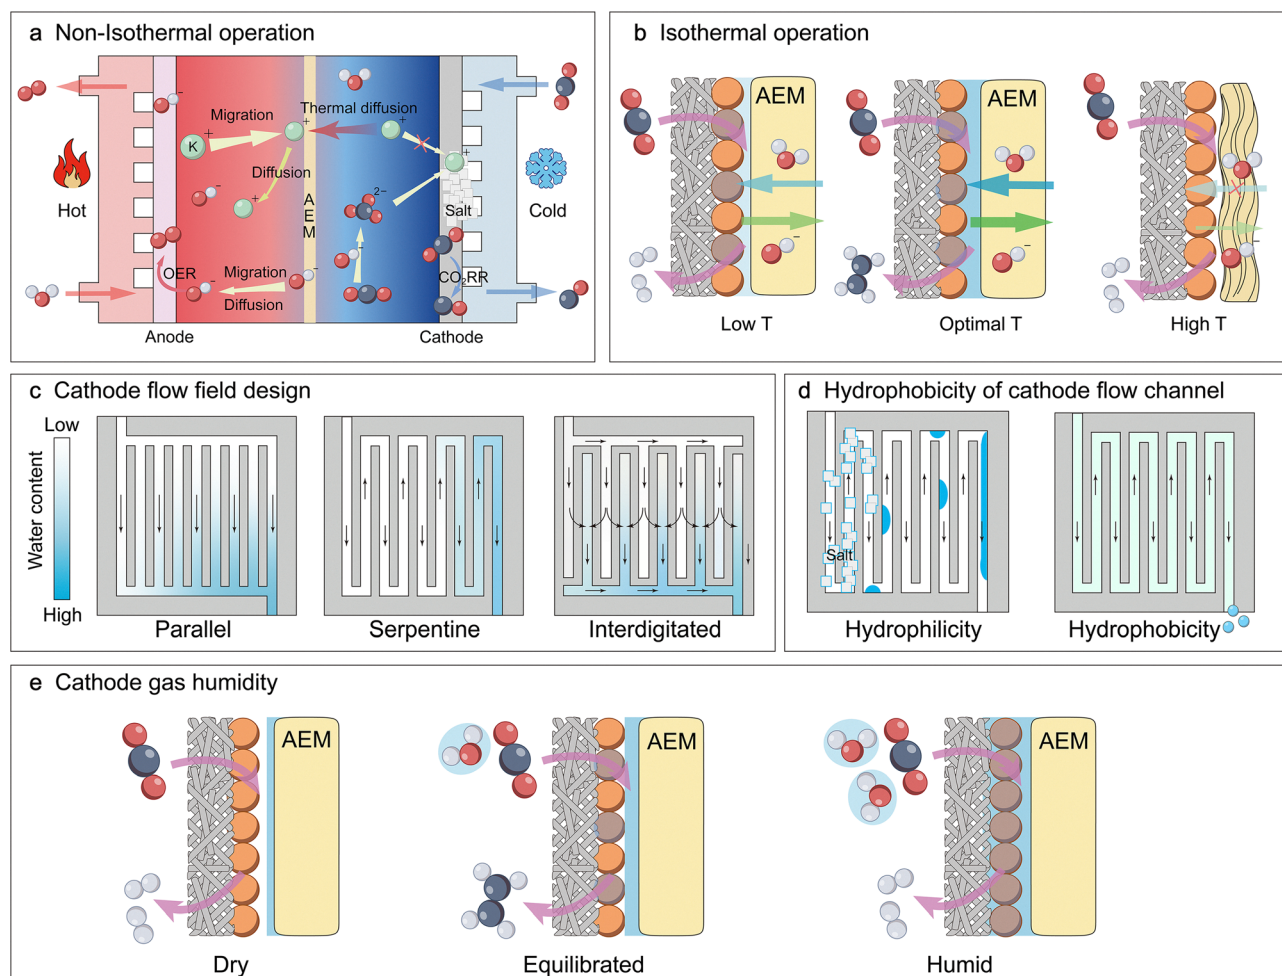 a Non-Isothermal operation
Hot
K
+
Migration
+
Thermal diffusion
+
Diffusion
+
AEM
2−
+
Salt
Cold
−
OER
−
Migration
Diffusion
−
−
CO₂RR
Anode
Cathode
b Isothermal operation
AEM
−
Low T
AEM
−
Optimal T
−
High T
c Cathode flow field design
Low
Water content
High
Parallel
Serpentine
Interdigitated
d Hydrophobicity of cathode flow channel
Salt
Hydrophilicity
Hydrophobicity
e Cathode gas humidity
AEM
Dry
AEM
Equilibrated
AEM
Humid